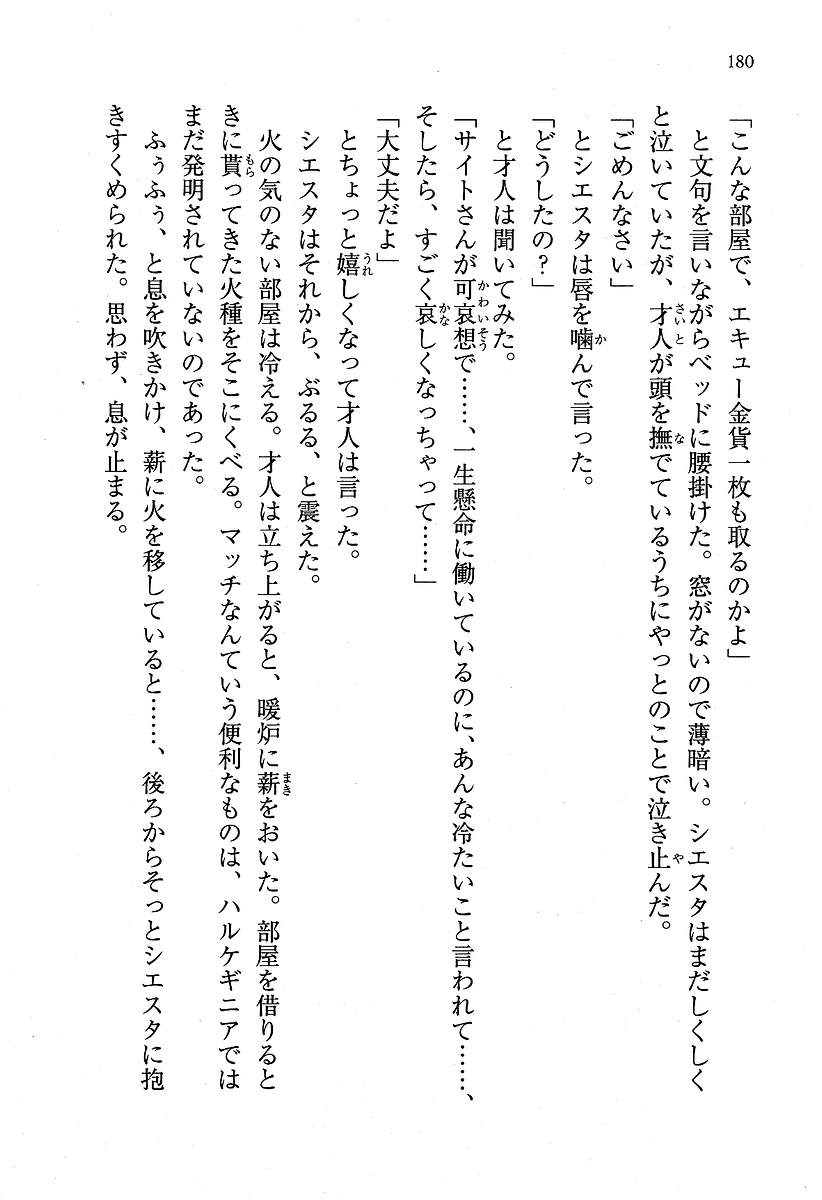 180
「こんな部屋で、エキュー金貨一枚も取るのかよ」
と文句を言いながらベッドに腰掛けた。窓がないので薄暗い。シエスタはまだしくしく
と泣いていたが、才人が頭を撫でているうちにやっとのことで泣き止んだ。
「ごめんなさい」
とシエスタは唇を噛んで言った。
「どうしたの？」
と才人は聞いてみた。
「サイトさんが可哀想で……、一生懸命に働いているのに、あんな冷たいこと言われて……、
そしたら、すごく哀しくなっちゃって……」
「大丈夫だよ」
とちょっと嬉しくなって才人は言った。
シエスタはそれから、ぶるる、と震えた。
火の気のない部屋は冷える。才人は立ち上がると、暖炉に薪をおいた。部屋を借りると
きに貰ってきた火種をそこにくべる。マッチなんていう便利なものは、ハルケギニアでは
まだ発明されていないのであった。
ふぅふぅ、と息を吹きかけ、薪に火を移していると……、後ろからそっとシエスタに抱
きすくめられた。思わず、息が止まる。